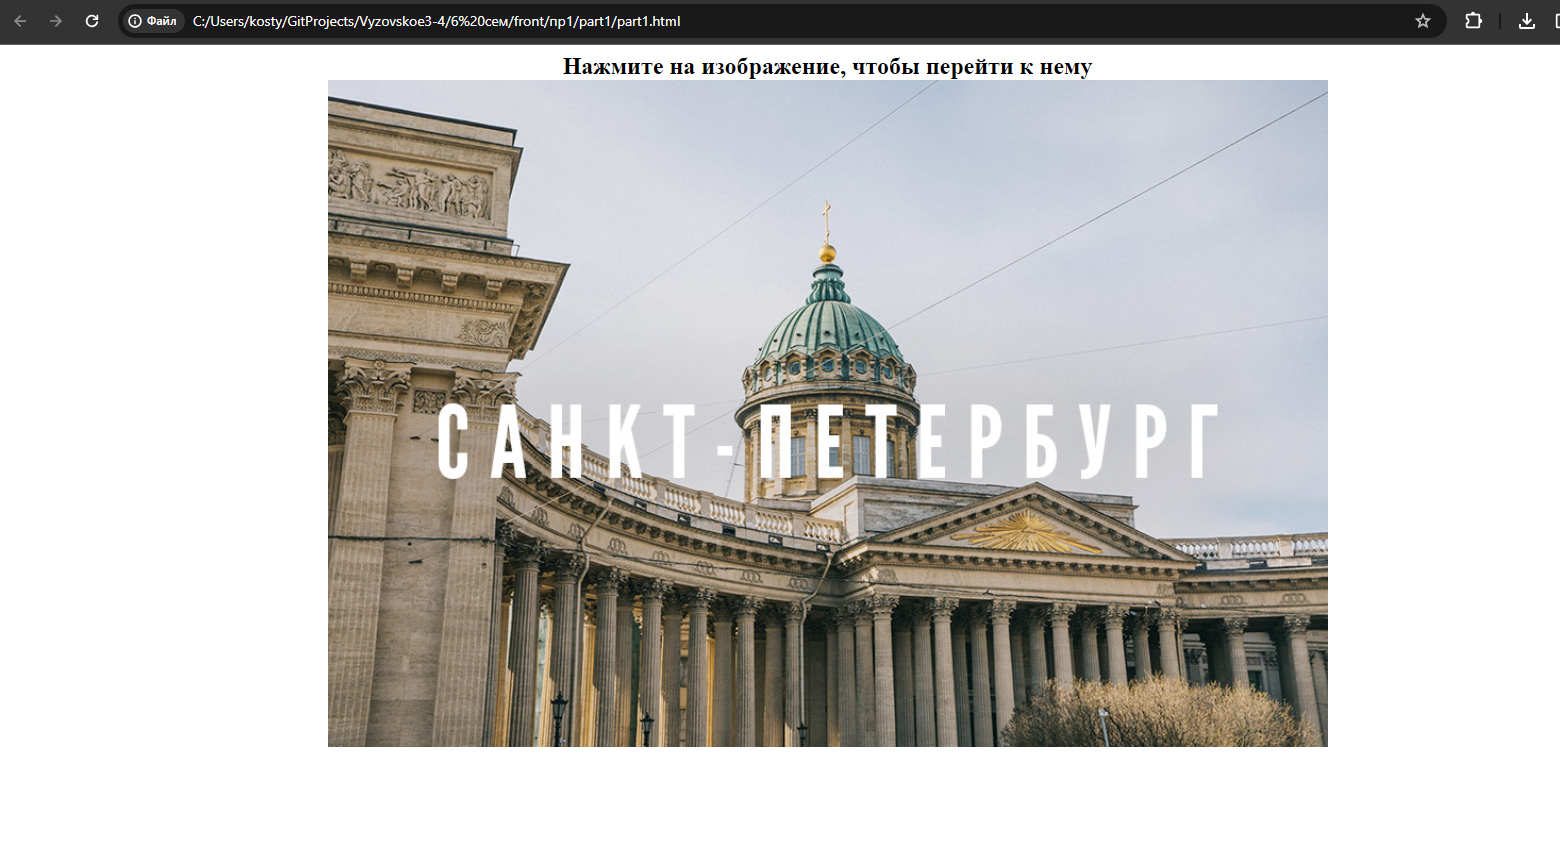 Файл C:/Users/kosty/GitProjects/Vyzovskoe3-4/6%20сем/front/пр1/part1/part1.html
Нажмите на изображение, чтобы перейти к нему
САНКТ-ПЕТЕРБУРГ